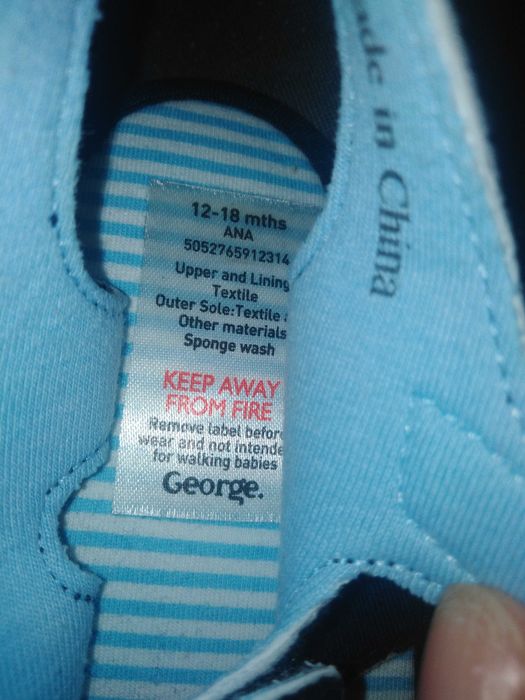 12-18 mths
ANA
5052765912314
Upper and Lining
Textile
Outer Sole:Textile
Other materials
Sponge wash
KEEP AWAY
FROM FIRE
Remove label before
wear and not intende
for walking babies
George.
ade in China